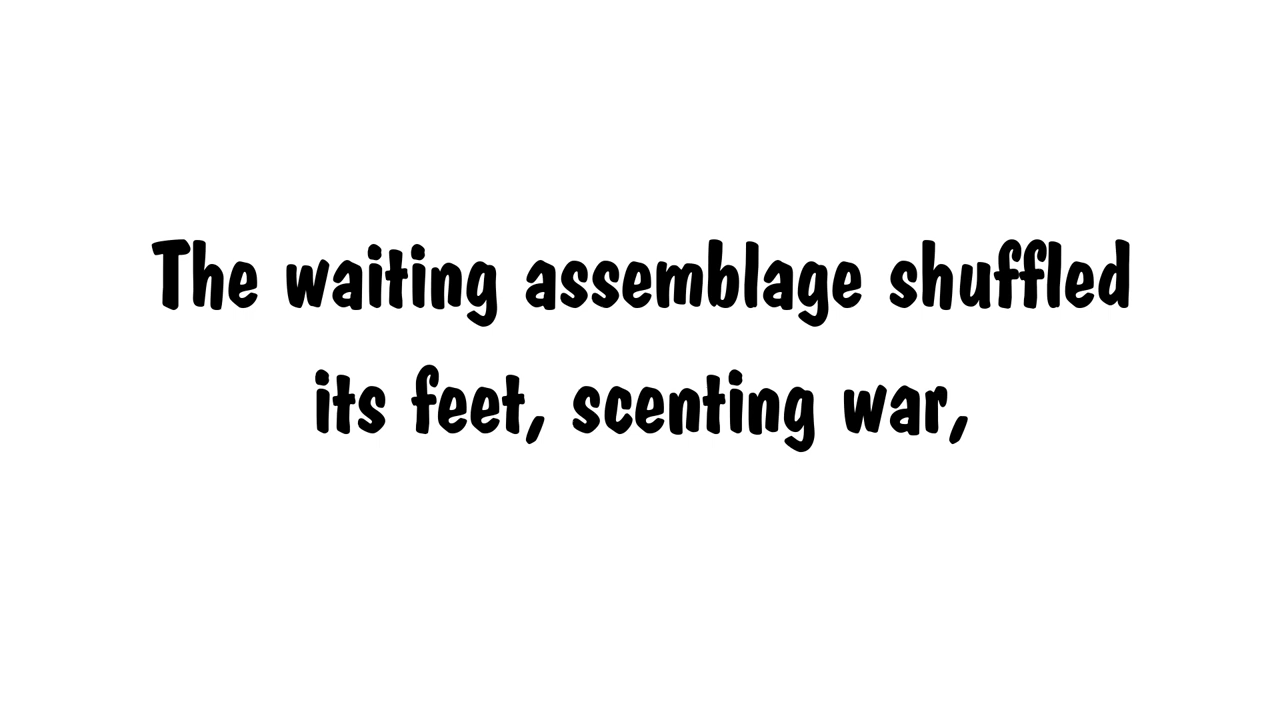 The waiting assemblage shuffled
its feet, scenting war,